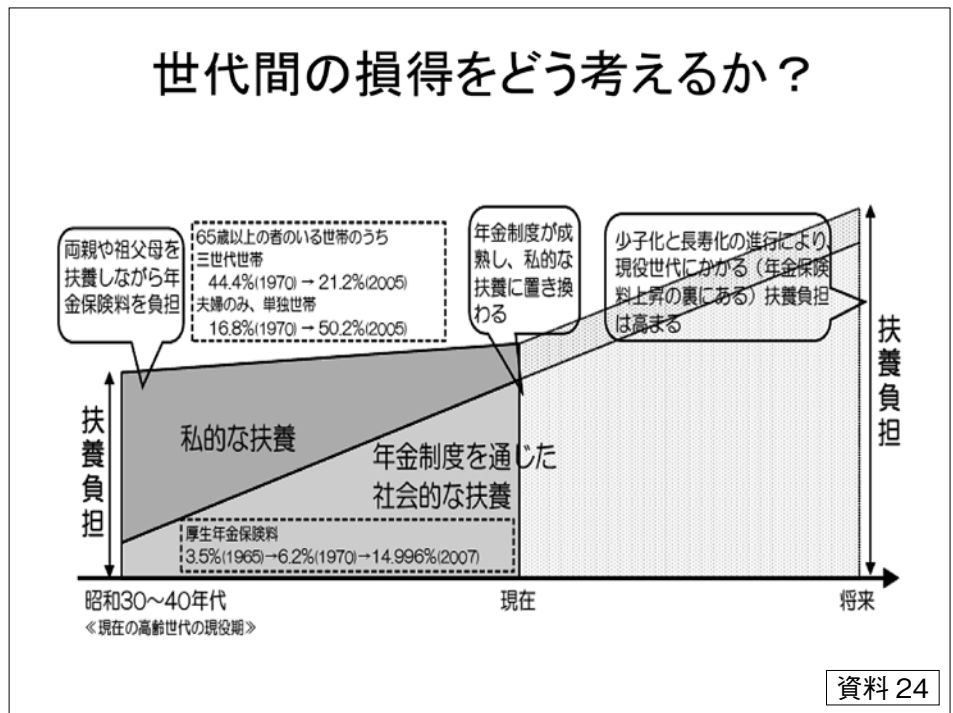 世代間の損得をどう考えるか？
両親や祖父母を
扶養しながら年
金保険料を負担
65歳以上の者のいる世帯のうち
三世代世帯
44.4%(1970) → 21.2%(2005)
夫婦のみ、単独世帯
16.8%(1970) → 50.2%(2005)
年金制度が成
熟し、私的な
扶養に置き換
わる
少子化と長寿化の進行により、
現役世代にかかる（年金保険
料上昇の裏にある）扶養負担
は高まる
扶養負担
私的な扶養
年金制度を通じた
社会的な扶養
扶養負担
厚生年金保険料
3.5%(1965)→6.2%(1970)→14.996%(2007)
昭和30～40年代
≪現在の高齢世代の現役期≫
現在
将来
資料 24